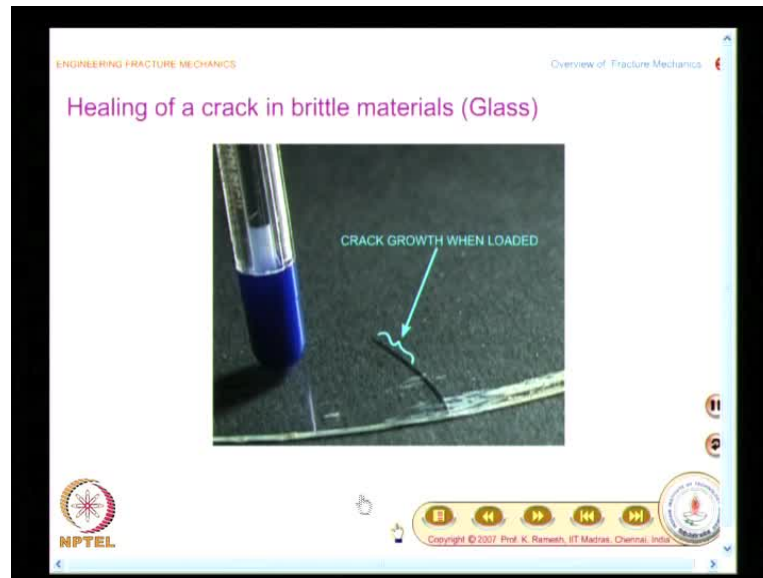 ENGINEERING FRACTURE MECHANICS
Overview of Fracture Mechanics
Healing of a crack in brittle materials (Glass)
CRACK GROWTH WHEN LOADED
NPTEL
Copyright © 2007 Prof. K. Ramesh, IIT Madras, Chennai, India